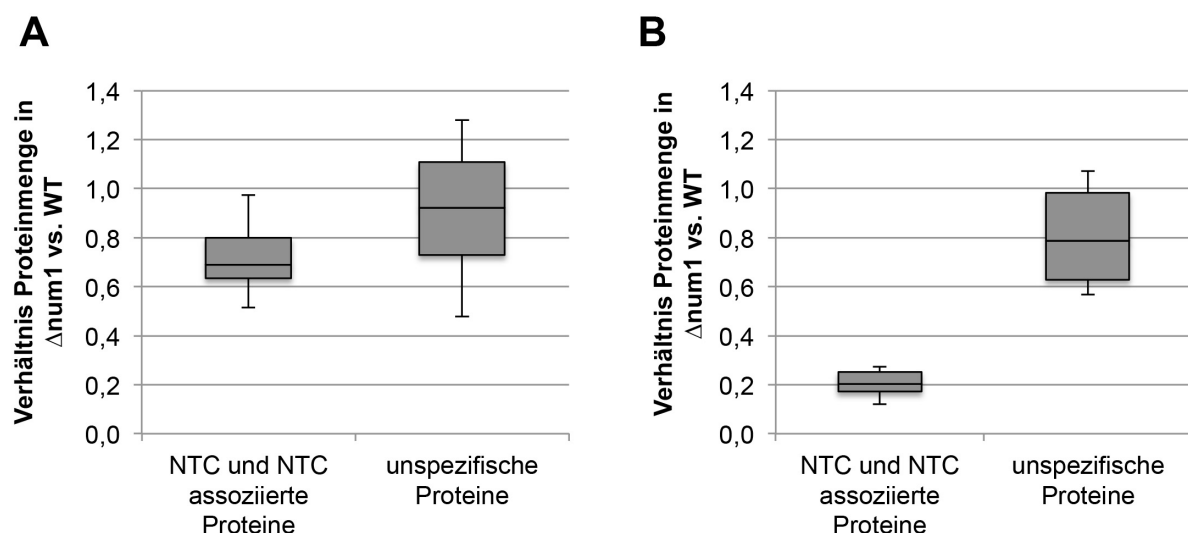 A
Verhältnis Proteinmenge in
Δnum1 vs. WT
1,4
1,2
1,0
0,8
0,6
0,4
0,2
0,0
NTC und NTC
assoziierte
Proteine
unspezifische
Proteine
B
Verhältnis Proteinmenge in
Δnum1 vs. WT
1,4
1,2
1,0
0,8
0,6
0,4
0,2
0,0
NTC und NTC
assoziierte
Proteine
unspezifische
Proteine